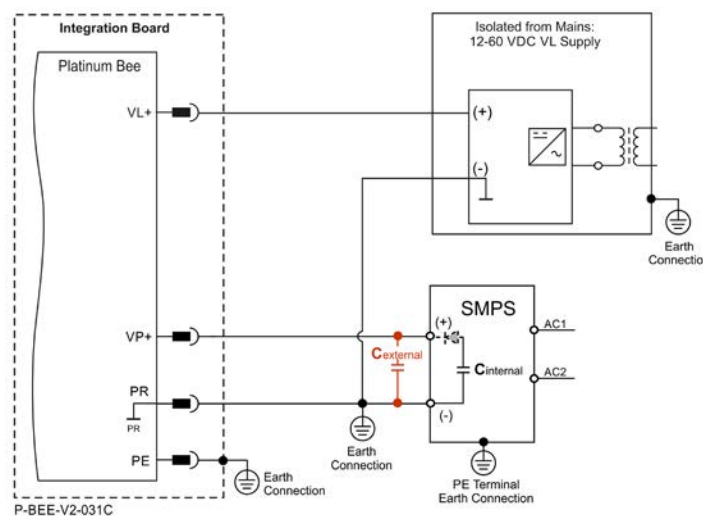 Integration Board
Platinum Bee
VL+
VP+
PR
PR
PE
Earth
Connection
P-BEE-V2-031C
Isolated from Mains:
12-60 VDC VL Supply
(+)
(-)
Earth
Connection
SMPS
(+)
AC1
Cexternal
Cinternal
AC2
(-)
Earth
Connection
PE Terminal
Earth Connection